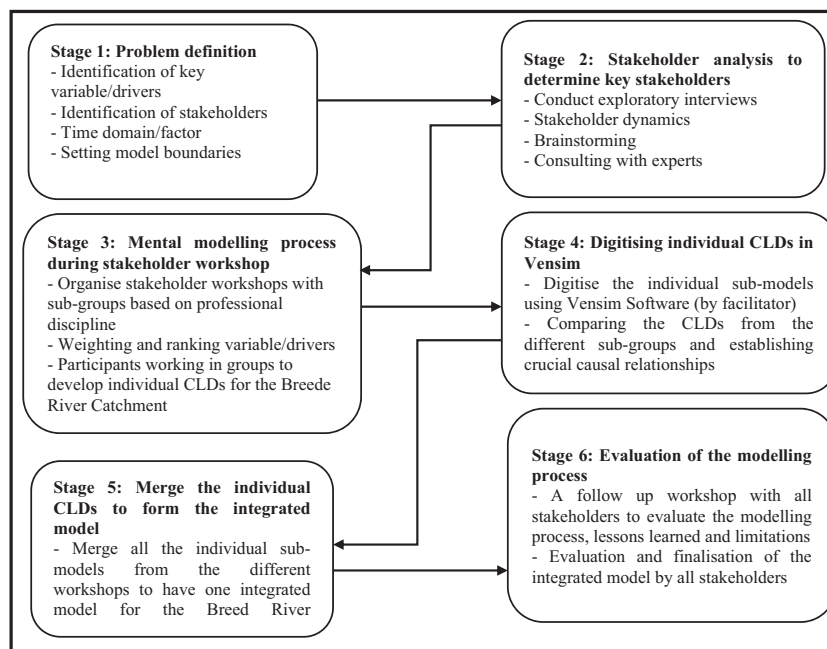 Stage 1: Problem definition
- Identification of key
variable/drivers
- Identification of stakeholders
- Time domain/factor
- Setting model boundaries
Stage 2: Stakeholder analysis to
determine key stakeholders
- Conduct exploratory interviews
- Stakeholder dynamics
- Brainstorming
- Consulting with experts
Stage 3: Mental modelling process
during stakeholder workshop
- Organise stakeholder workshops with
sub-groups based on professional
discipline
- Weighting and ranking variable/drivers
- Participants working in groups to
develop individual CLDs for the Breede
River Catchment
Stage 4: Digitising individual CLDs in
Vensim
- Digitise the individual sub-models
using Vensim Software (by facilitator)
- Comparing the CLDs from the
different sub-groups and establishing
crucial causal relationships
Stage 5: Merge the individual
CLDs to form the integrated
model
- Merge all the individual sub-
models from the different
workshops to have one integrated
model for the Breed River
Stage 6: Evaluation of the modelling
process
- A follow up workshop with all
stakeholders to evaluate the modelling
process, lessons learned and limitations
- Evaluation and finalisation of the
integrated model by all stakeholders